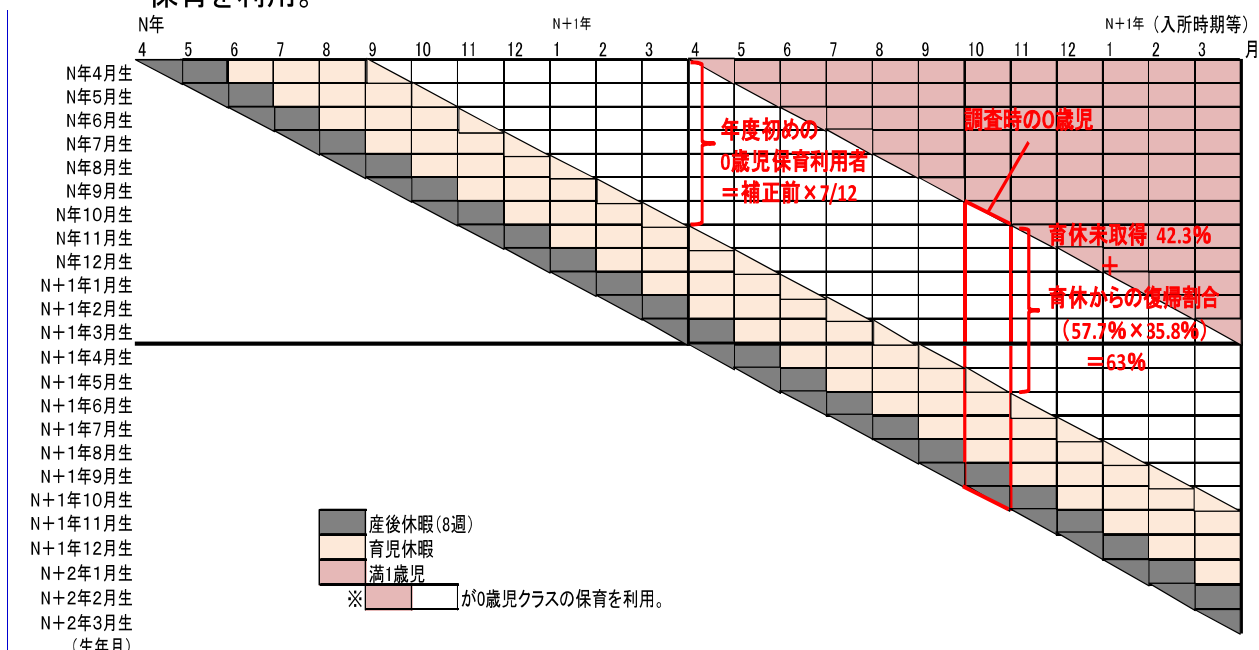 保育を利用。
N年
N+1年
N+1年（入所時期等）
4 5 6 7 8 9 10 11 12 1 2 3 4 5 6 7 8 9 10 11 12 1 2 3 月
N年4月生
N年5月生
N年6月生
N年7月生
N年8月生
N年9月生
N年10月生
N年11月生
N年12月生
N+1年1月生
N+1年2月生
N+1年3月生
N+1年4月生
N+1年5月生
N+1年6月生
N+1年7月生
N+1年8月生
N+1年9月生
N+1年10月生
N+1年11月生
N+1年12月生
N+2年1月生
N+2年2月生
N+2年3月生
（生年月）
年度初めの
0歳児保育利用者
＝補正前×7/12
調査時の0歳児
育休未取得 42.3%
＋
育休からの復帰割合
（57.7%×35.8%）
＝63%
産後休暇(8週)
育児休暇
満1歳児
※ が0歳児クラスの保育を利用。